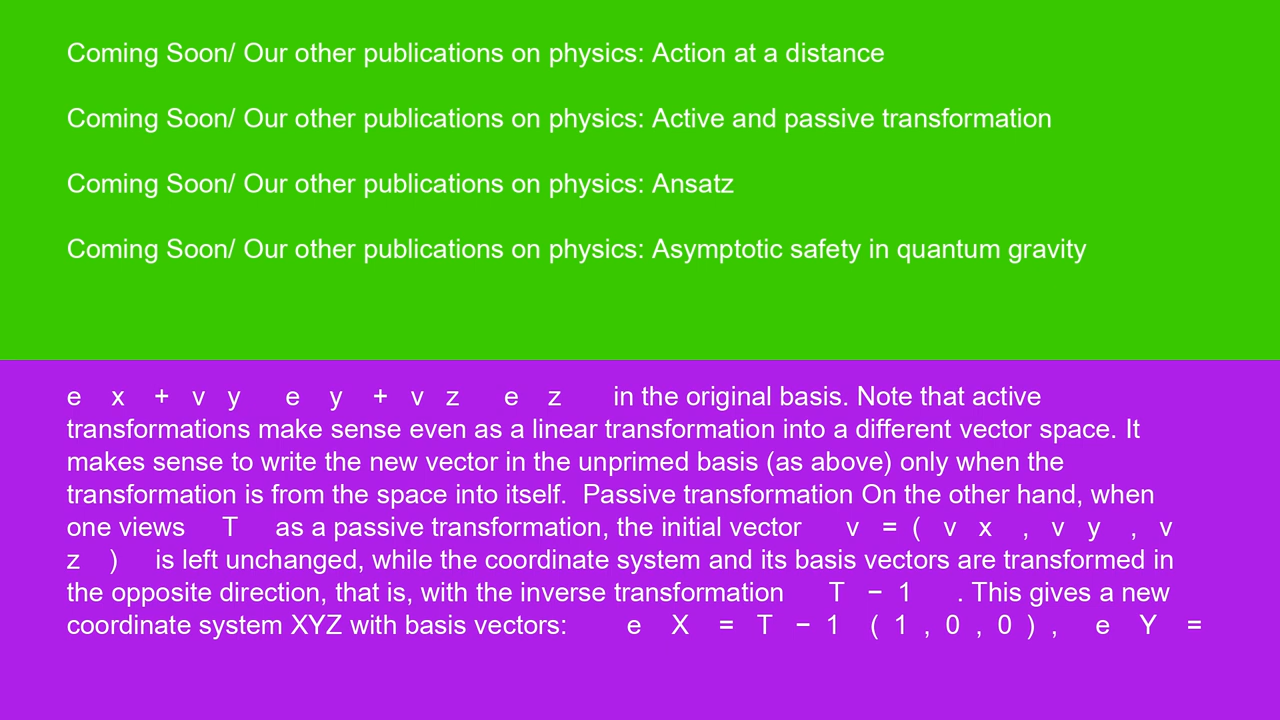 Coming Soon/ Our other publications on physics: Action at a distance
Coming Soon/ Our other publications on physics: Active and passive transformation
Coming Soon/ Our other publications on physics: Ansatz
Coming Soon/ Our other publications on physics: Asymptotic safety in quantum gravity
e x + v y e y + v z e z in the original basis. Note that active
transformations make sense even as a linear transformation into a different vector space. It
makes sense to write the new vector in the unprimed basis (as above) only when the
transformation is from the space into itself. Passive transformation On the other hand, when
one views T as a passive transformation, the initial vector v = ( v x , v y , v
z ) is left unchanged, while the coordinate system and its basis vectors are transformed in
the opposite direction, that is, with the inverse transformation T − 1 . This gives a new
coordinate system XYZ with basis vectors: e X = T − 1 ( 1 , 0 , 0 ) , e Y =